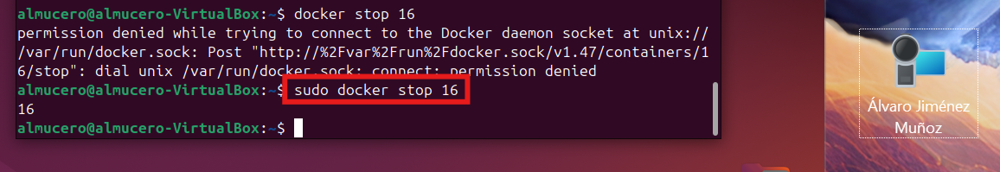 almucero@almucero-VirtualBox:~$ docker stop 16
permission denied while trying to connect to the Docker daemon socket at unix://
/var/run/docker.sock: Post "http://%2Fvar%2Frun%2Fdocker.sock/v1.47/containers/1
6/stop": dial unix /var/run/docker.sock: connect: permission denied
almucero@almucero-VirtualBox:~$ sudo docker stop 16
16
almucero@almucero-VirtualBox:~$
Álvaro Jiménez
Muñoz